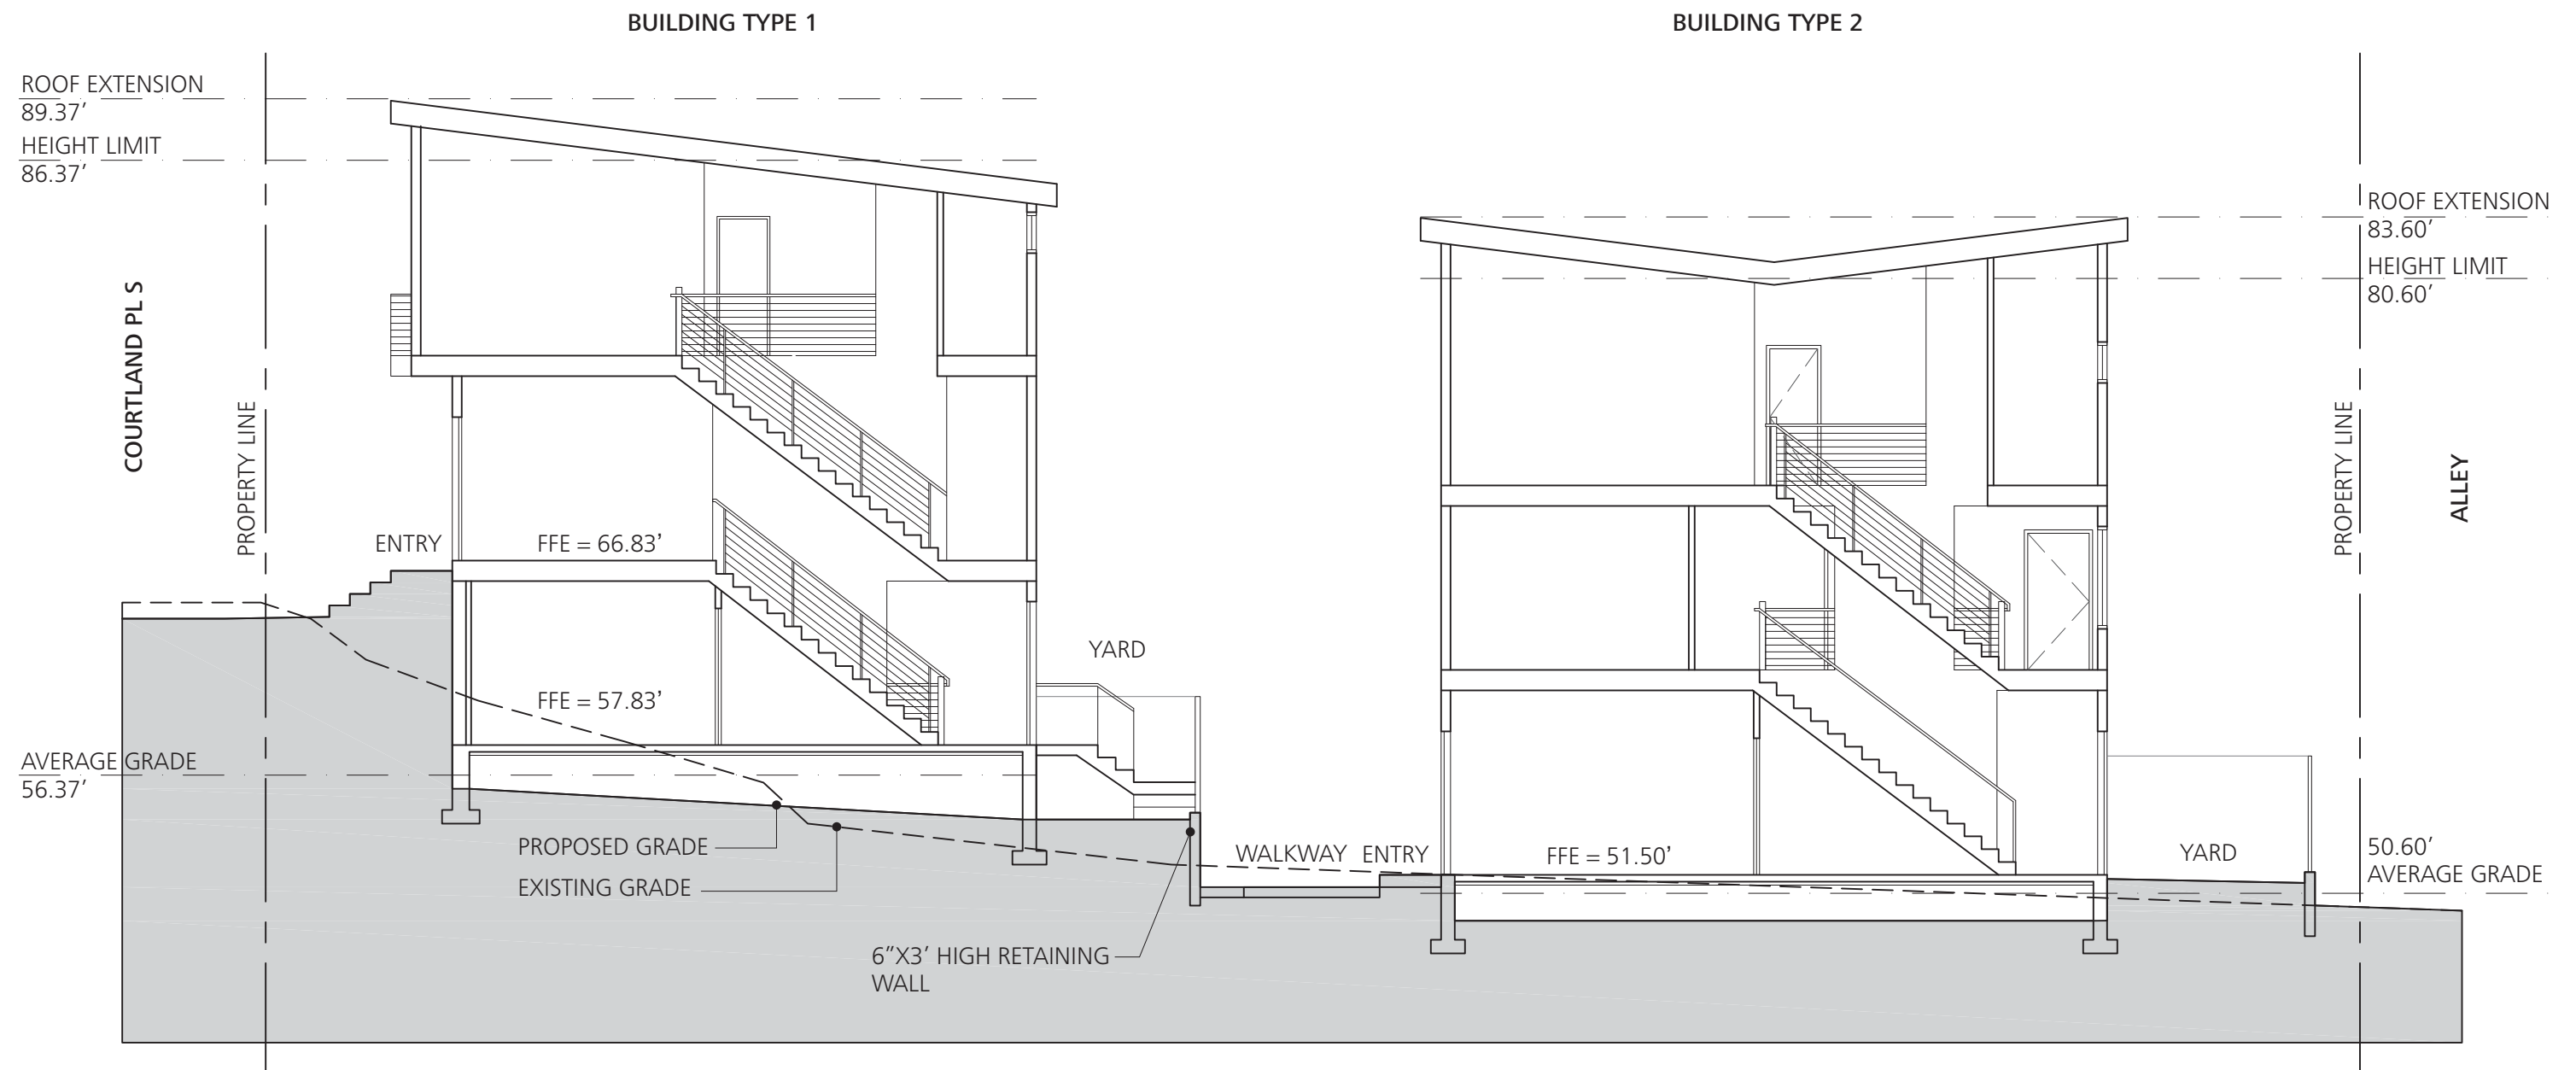 BUILDING TYPE 1
BUILDING TYPE 2
ROOF EXTENSION
89.37’
HEIGHT LIMIT
86.37’
ROOF EXTENSION
83.60’
HEIGHT LIMIT
80.60’
COURTLAND PL S
PROPERTY LINE
PROPERTY LINE
ALLEY
ENTRY
FFE = 66.83’
YARD
FFE = 57.83’
AVERAGE GRADE
56.37’
PROPOSED GRADE
EXISTING GRADE
WALKWAY
ENTRY
FFE = 51.50’
YARD
50.60’
AVERAGE GRADE
6”X3’ HIGH RETAINING
WALL